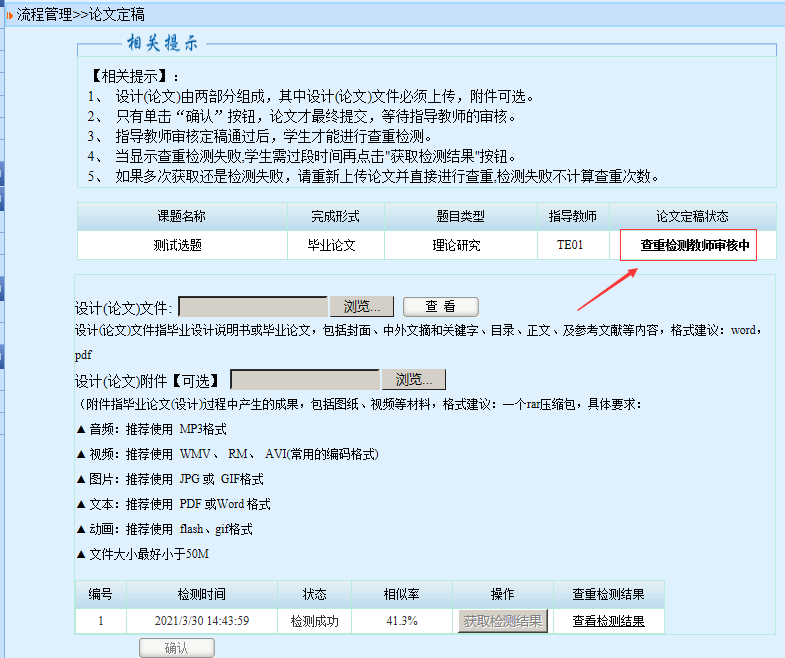 流程管理>>论文定稿
相关提示
【相关提示】:
1、 设计(论文)由两部分组成，其中设计(论文)文件必须上传，附件可选。
2、 只有单击“确认”按钮，论文才最终提交，等待指导教师的审核。
3、 指导教师审核定稿通过后，学生才能进行查重检测。
4、 当显示查重检测失败,学生需过段时间再点击"获取检测结果"按钮。
5、 如果多次获取还是检测失败，请重新上传论文并直接进行查重,检测失败不计算查重次数。
课题名称 完成形式 题目类型 指导教师 论文定稿状态
测试选题 毕业论文 理论研究 TE01 查重检测教师审核中
设计(论文)文件: 浏览... 查 看
设计(论文)文件指毕业设计说明书或毕业论文，包括封面、中外文摘和关键字、目录、正文、及参考文献等内容，格式建议：word，
pdf
设计(论文)附件【可选】 浏览...
（附件指毕业论文(设计)过程中产生的成果，包括图纸、视频等材料，格式建议：一个rar压缩包，具体要求：
▲音频：推荐使用 MP3格式
▲视频：推荐使用 WMV、 RM、 AVI(常用的编码格式)
▲图片：推荐使用 JPG 或 GIF格式
▲文本：推荐使用 PDF 或Word 格式
▲动画：推荐使用 flash、gif格式
▲文件大小最好小于50M
编号 检测时间 状态 相似率 操作 查重检测结果
1 2021/3/30 14:43:59 检测成功 41.3% 获取检测结果 查看检测结果
确认